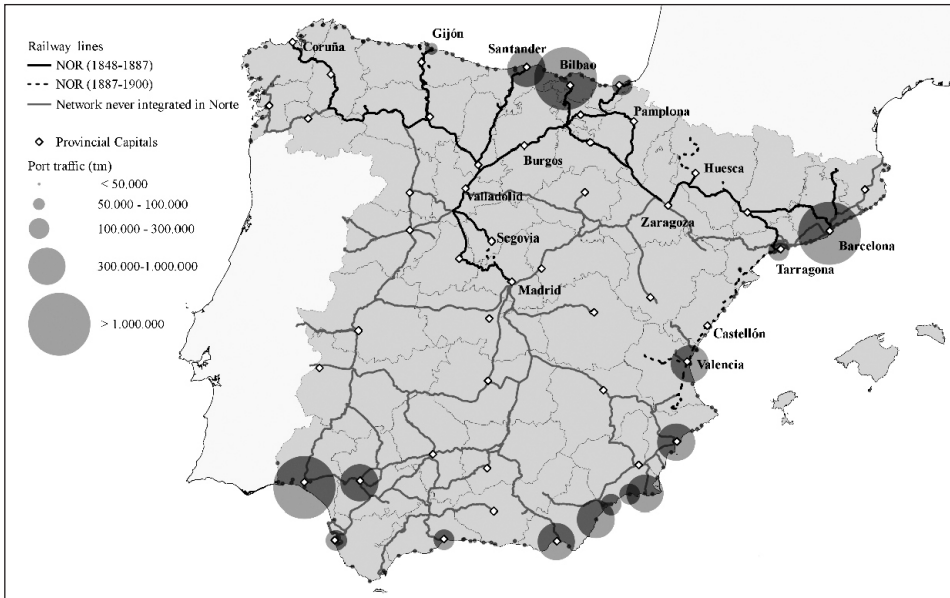 Railway lines
NOR (1848-1887)
NOR (1887-1900)
Network never integrated in Norte
Provincial Capitals
Port traffic (tm)
< 50,000
50.000 - 100.000
100.000 - 300.000
300.000-1.000.000
> 1.000.000
Coruña
Gijón
Santander
Bilbao
Pamplona
Burgos
Huesca
Valladolid
Zaragoza
Segovia
Barcelona
Tarragona
Madrid
Castellón
Valencia